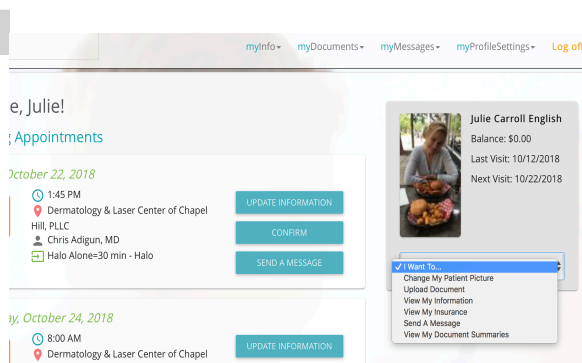 myInfo myDocuments myMessages myProfileSettings Log off
e, Julie!
Appointments
October 22, 2018
1:45 PM
Dermatology & Laser Center of Chapel
Hill, PLLC
Chris Adigun, MD
Halo Alone=30 min - Halo
UPDATE INFORMATION
CONFIRM
SEND A MESSAGE
ay, October 24, 2018
8:00 AM
Dermatology & Laser Center of Chapel
UPDATE INFORMATION
Julie Carroll English
Balance: $0.00
Last Visit: 10/12/2018
Next Visit: 10/22/2018
✓ I Want To...
Change My Patient Picture
Upload Document
View My Information
View My Insurance
Send A Message
View My Document Summaries